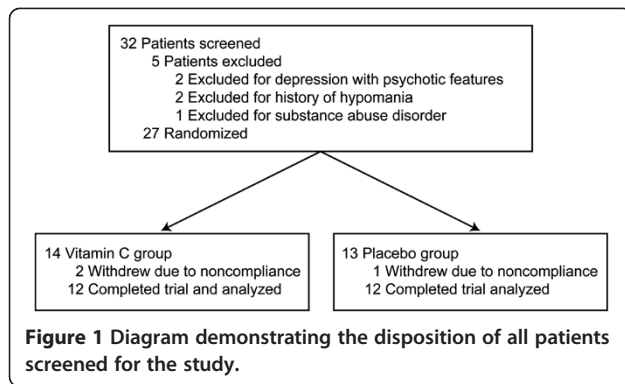 32 Patients screened
5 Patients excluded
2 Excluded for depression with psychotic features
2 Excluded for history of hypomania
1 Excluded for substance abuse disorder
27 Randomized
14 Vitamin C group
2 Withdrew due to noncompliance
12 Completed trial and analyzed
13 Placebo group
1 Withdrew due to noncompliance
12 Completed trial analyzed
Figure 1 Diagram demonstrating the disposition of all patients
screened for the study.